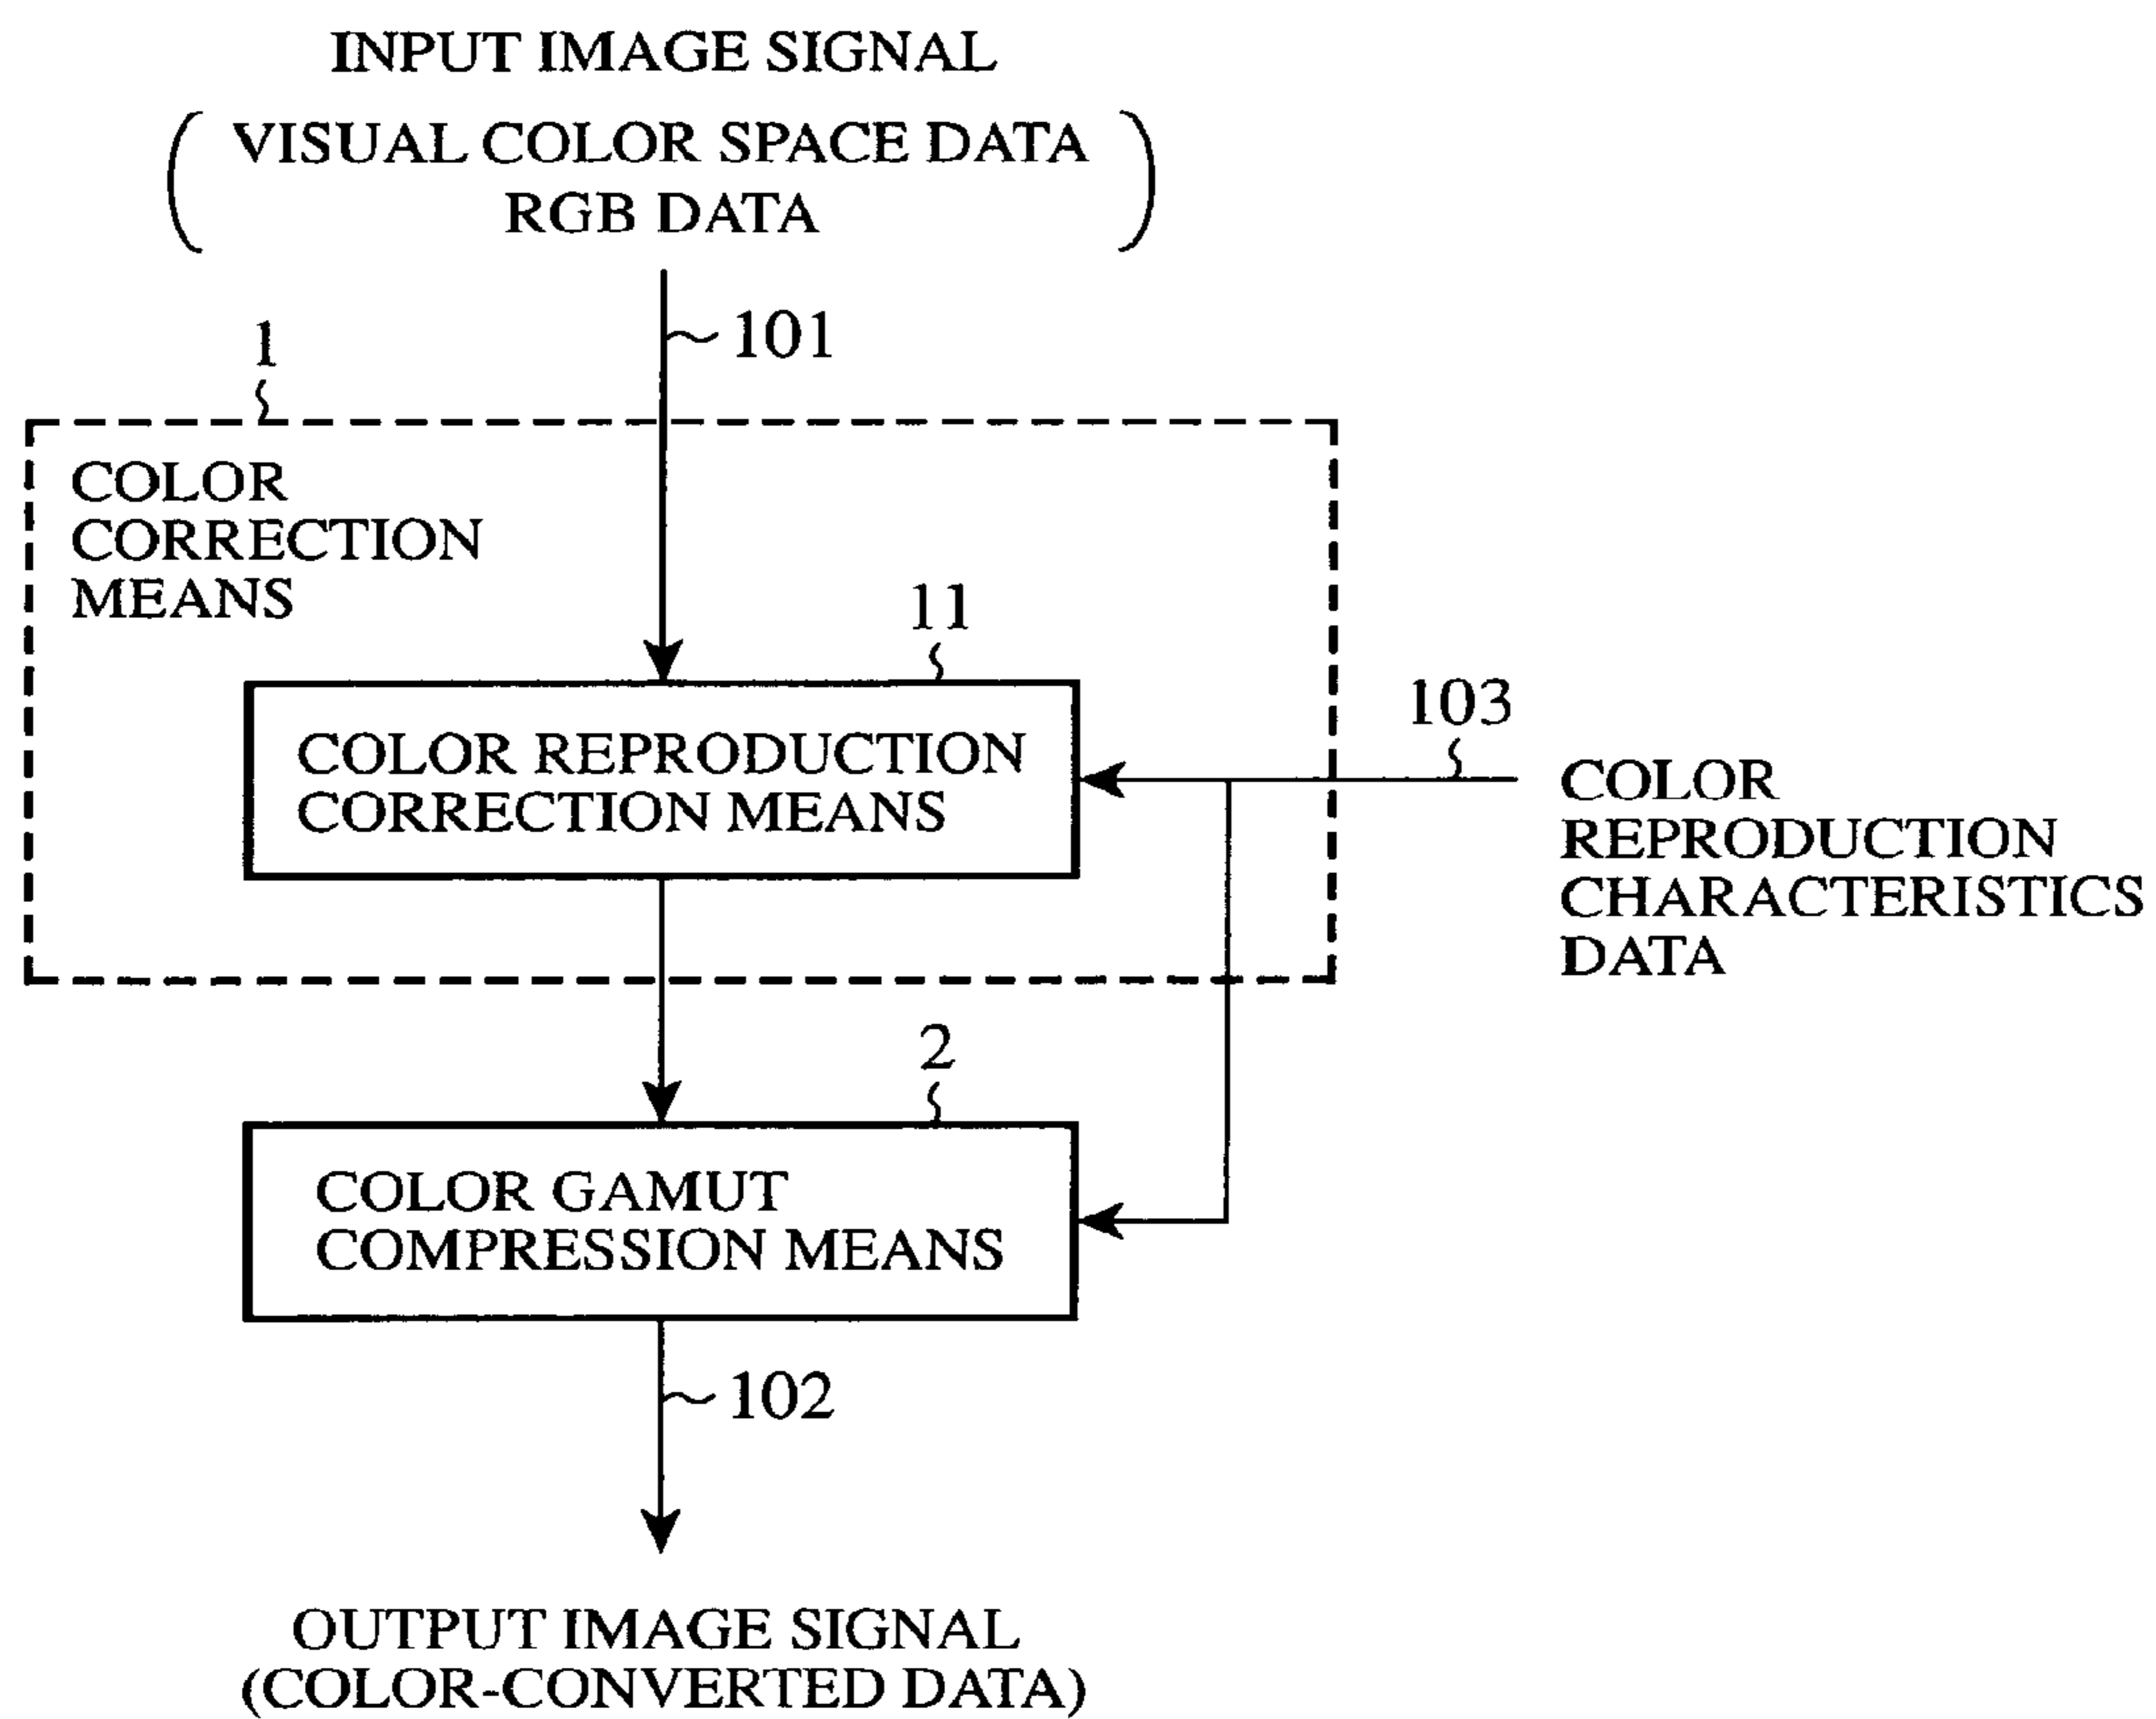 INPUT IMAGE SIGNAL
( VISUAL COLOR SPACE DATA
RGB DATA )
101
1
COLOR
CORRECTION
MEANS
11
COLOR REPRODUCTION
CORRECTION MEANS
103
COLOR
REPRODUCTION
CHARACTERISTICS
DATA
2
COLOR GAMUT
COMPRESSION MEANS
102
OUTPUT IMAGE SIGNAL
(COLOR-CONVERTED DATA)